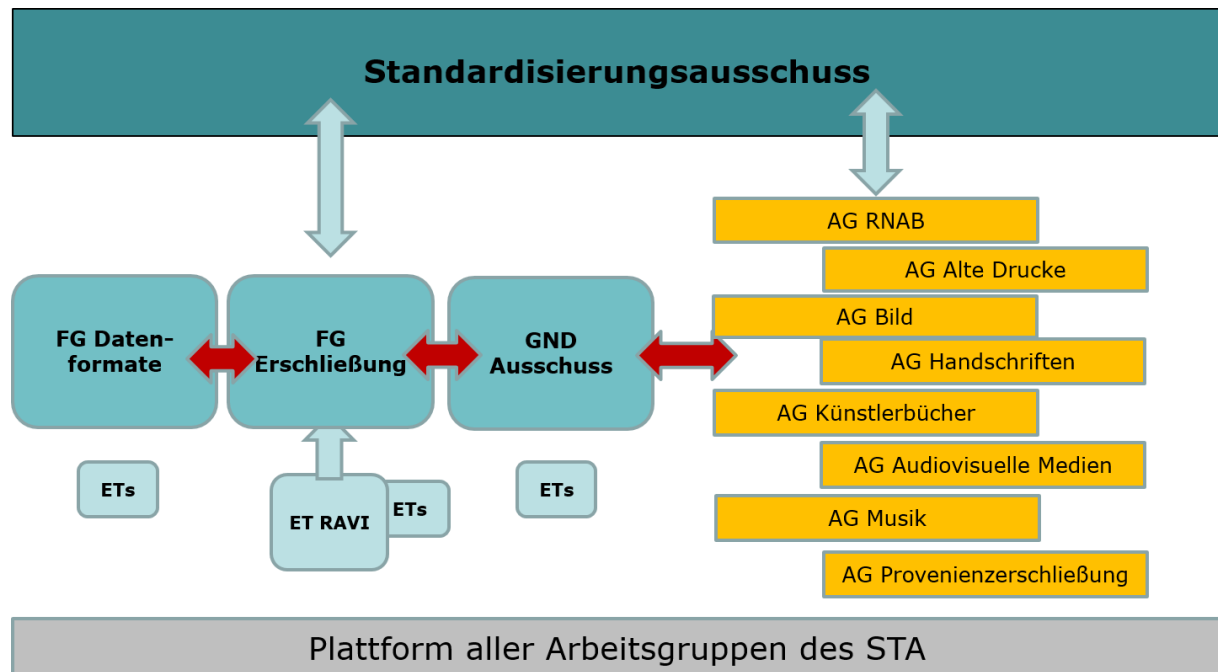 Standardisierungsausschuss
FG Daten-
formate
FG
Erschließung
GND
Ausschuss
ETs
ET RAVI
ETs
ETs
AG RNAB
AG Alte Drucke
AG Bild
AG Handschriften
AG Künstlerbücher
AG Audiovisuelle Medien
AG Musik
AG Provenienzerschließung
Plattform aller Arbeitsgruppen des STA